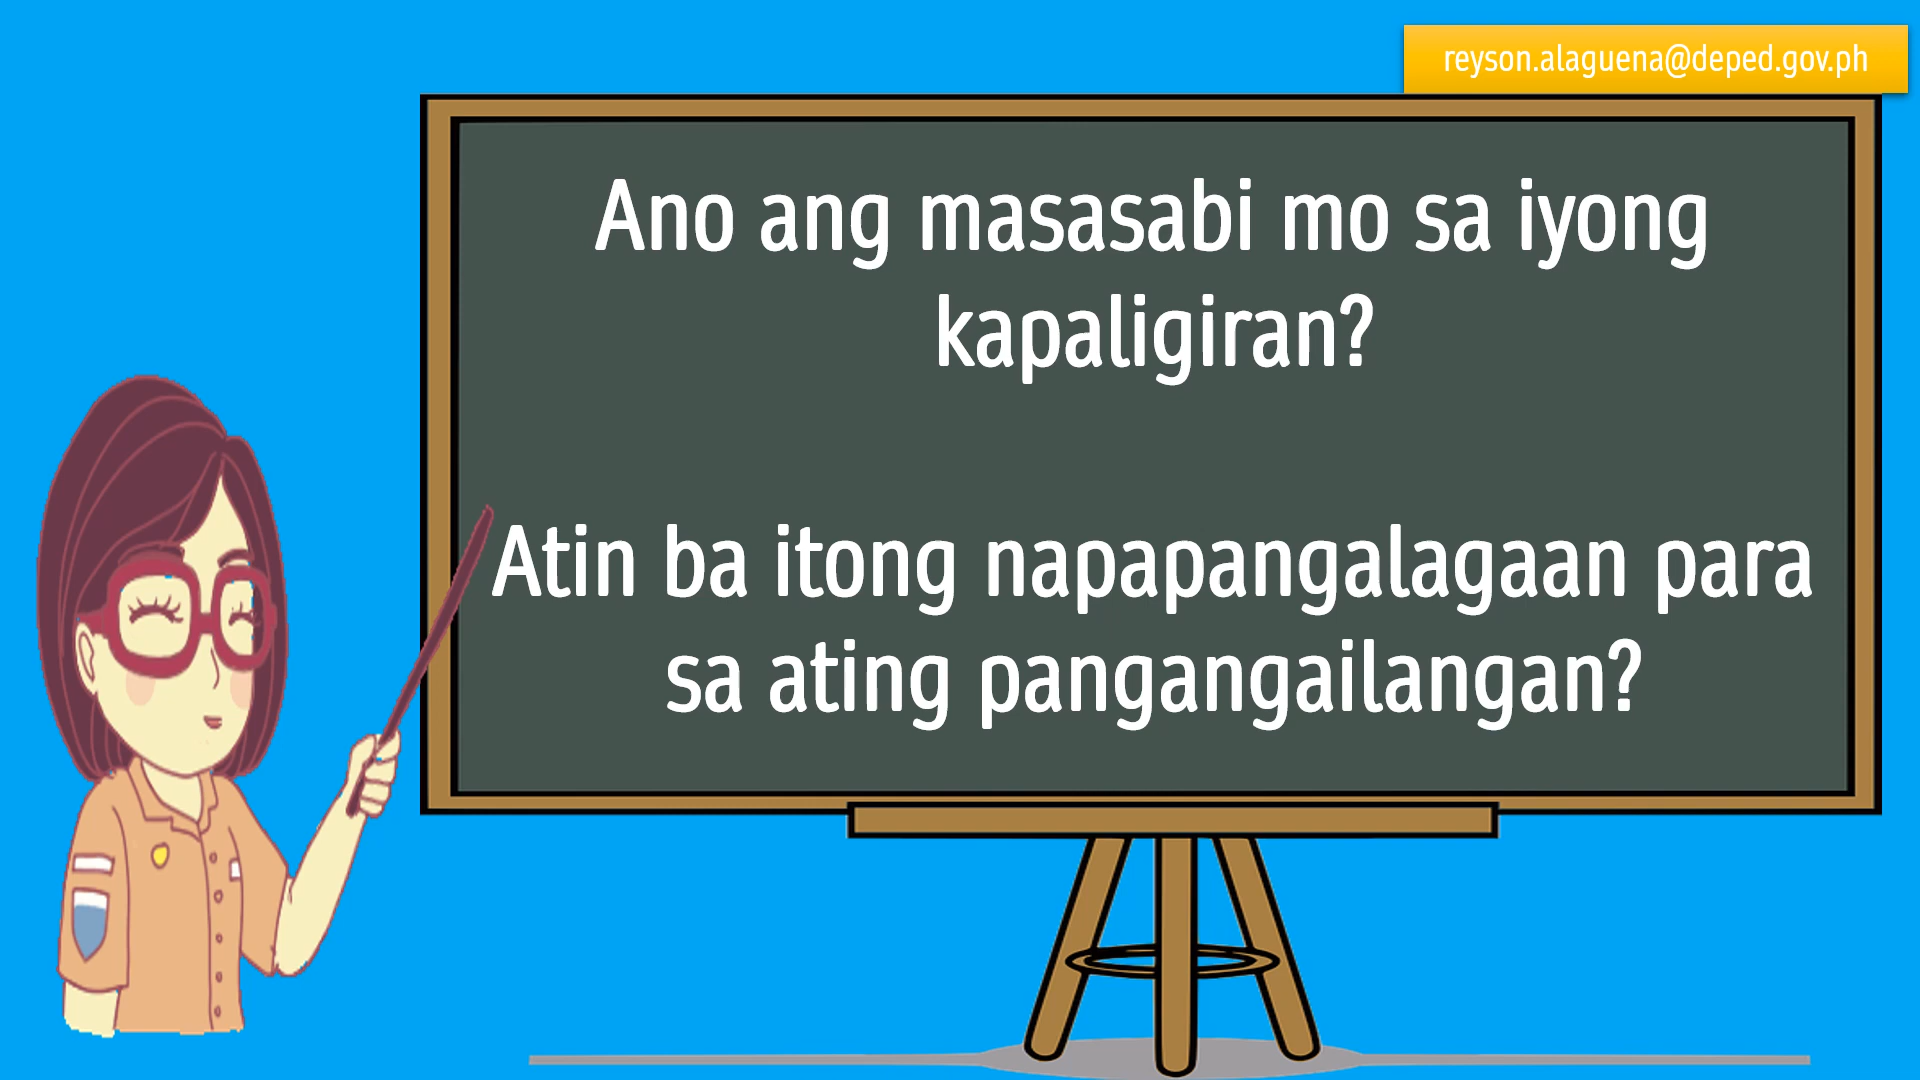 reyson.alaguena@deped.gov.ph
Ano ang masasabi mo sa iyong
kapaligiran?
Atin ba itong napapangalagaan para
sa ating pangangailangan?